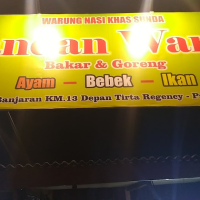 WARUNG NASI KHAS SUNDA
Bakar & Goreng
Ayam – Bebek – Ikan
Banjaran KM.13 Depan Tirta Regency - P